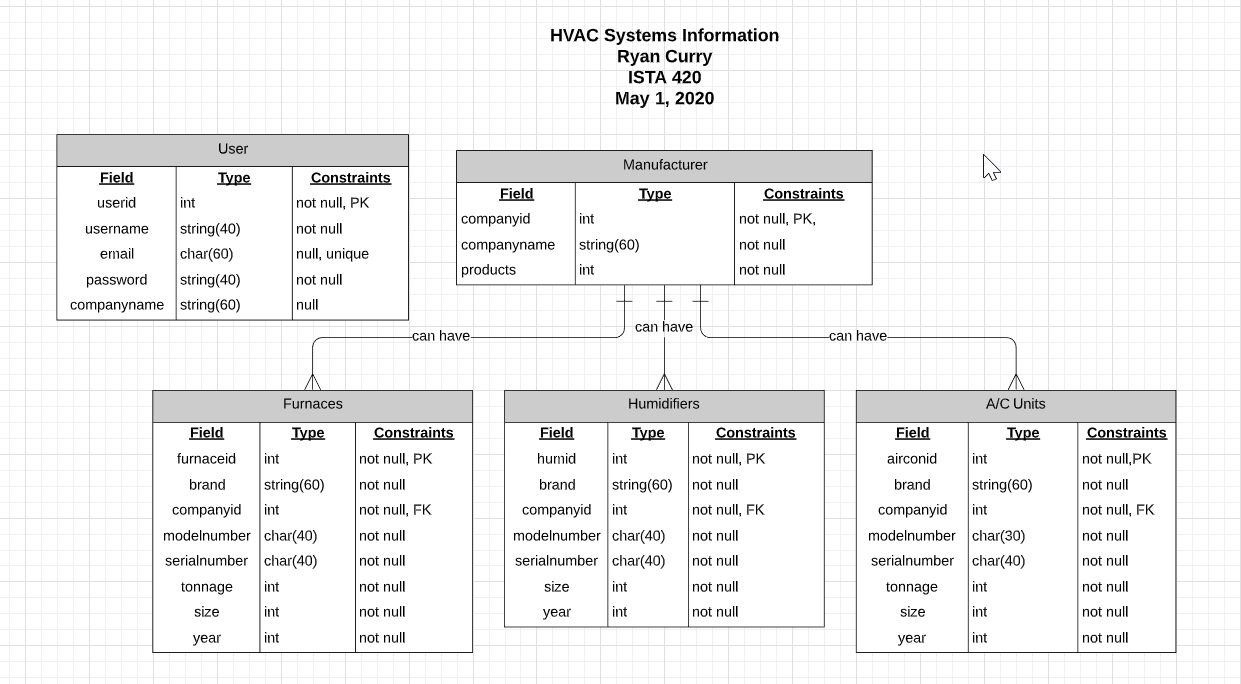 HVAC Systems Information
Ryan Curry
ISTA 420
May 1, 2020
User
Field Type Constraints
userid int not null, PK
username string(40) not null
email char(60) null, unique
password string(40) not null
companyname string(60) null
Manufacturer
Field Type Constraints
companyid int not null, PK,
companyname string(60) not null
products int not null
can have
can have
can have
Furnaces
Field Type Constraints
furnaceid int not null, PK
brand string(60) not null
companyid int not null, FK
modelnumber char(40) not null
serialnumber char(40) not null
tonnage int not null
size int not null
year int not null
Humidifiers
Field Type Constraints
humid int not null, PK
brand string(60) not null
companyid int not null, FK
modelnumber char(40) not null
serialnumber char(40) not null
size int not null
year int not null
A/C Units
Field Type Constraints
airconid int not null,PK
brand string(60) not null
companyid int not null, FK
modelnumber char(30) not null
serialnumber char(40) not null
tonnage int not null
size int not null
year int not null